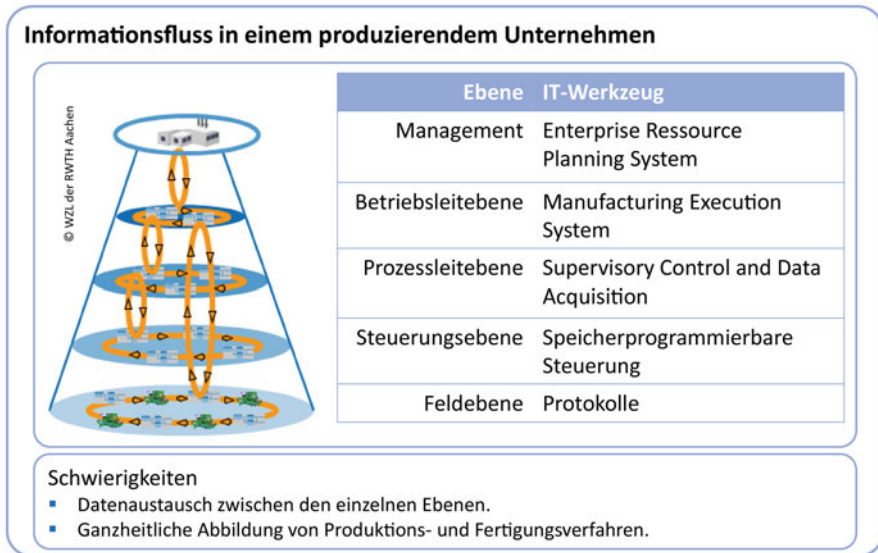 Informationsfluss in einem produzierendem Unternehmen
© WZL der RWTH Aachen
Ebene IT-Werkzeug
Management Enterprise Ressource
Planning System
Betriebsleitebene Manufacturing Execution
System
Prozessleitebene Supervisory Control and Data
Acquisition
Steuerungsebene Speicherprogrammierbare
Steuerung
Feldebene Protokolle
Schwierigkeiten
▪ Datenaustausch zwischen den einzelnen Ebenen.
▪ Ganzheitliche Abbildung von Produktions- und Fertigungsverfahren.